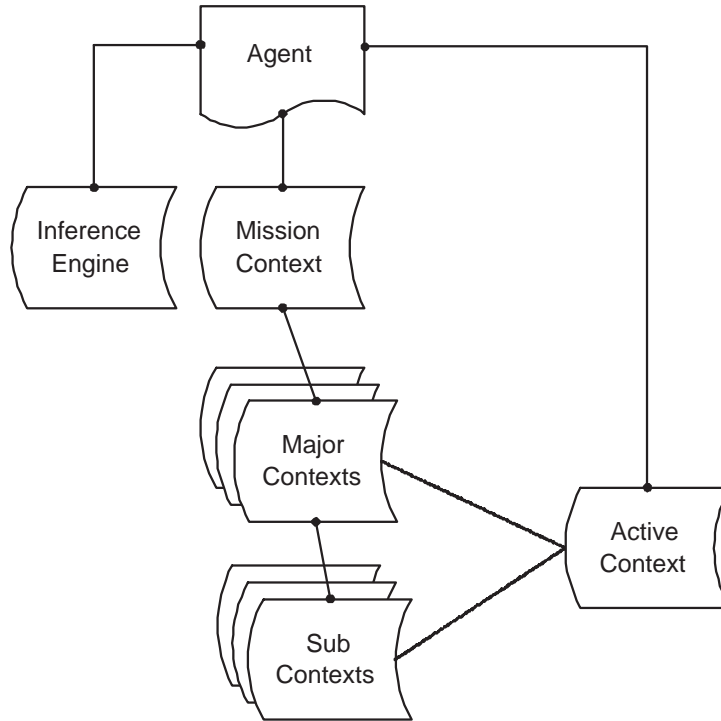 Agent
Inference
Engine
Mission
Context
Major
Contexts
Active
Context
Sub
Contexts